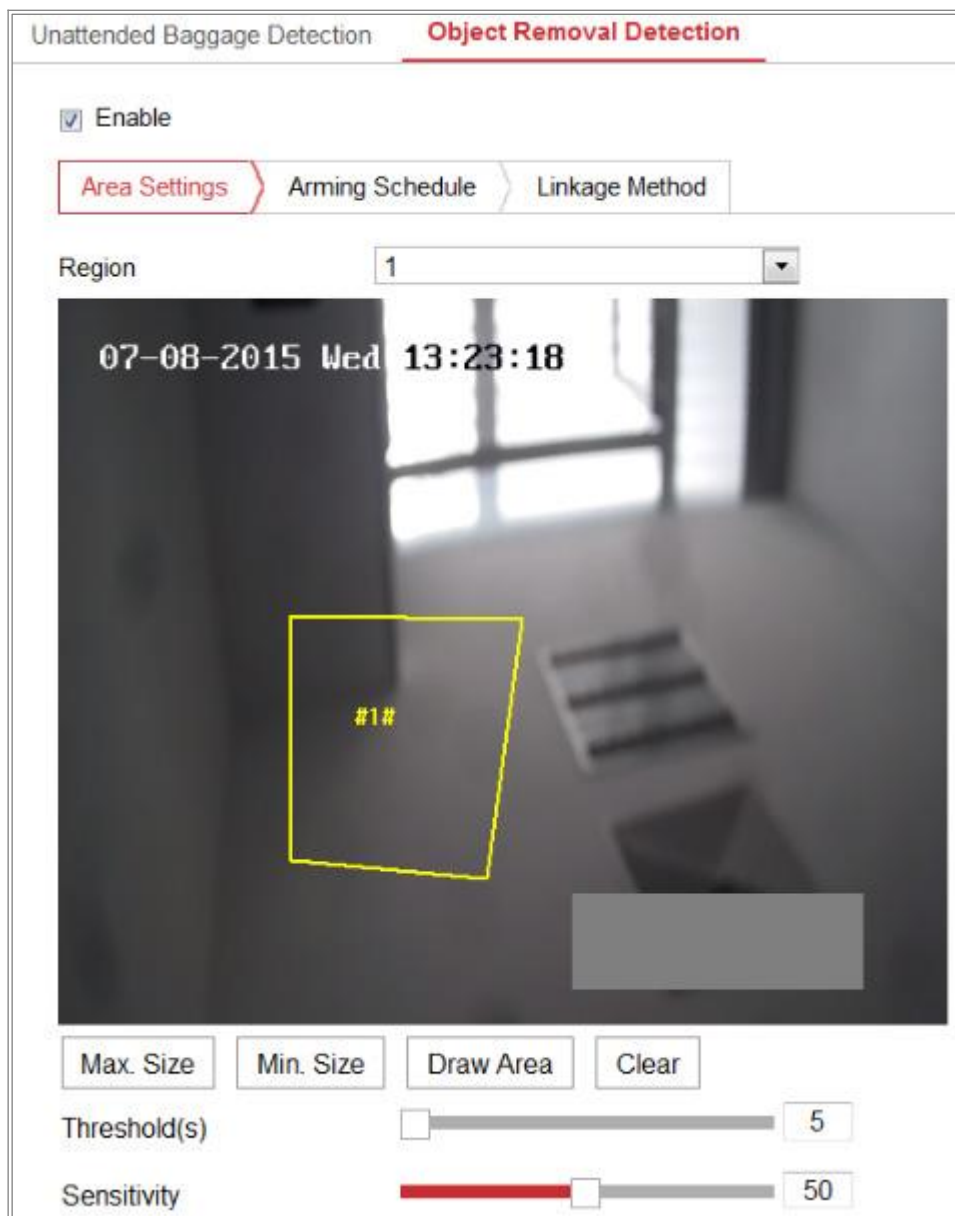 Unattended Baggage Detection Object Removal Detection
Enable
Area Settings Arming Schedule Linkage Method
Region 1
07-08-2015 Wed 13:23:18
#1#
Max. Size Min. Size Draw Area Clear
Threshold(s) 5
Sensitivity 50